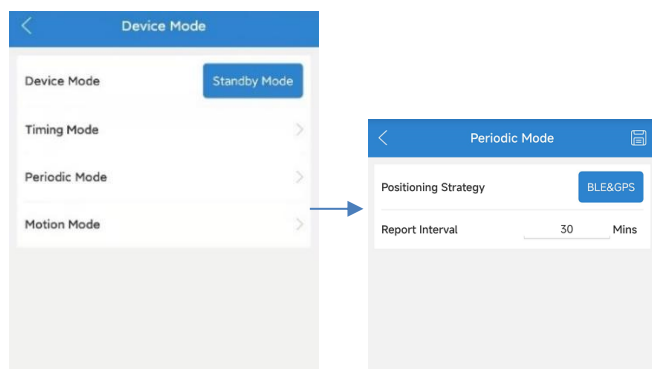 Device Mode
Device Mode Standby Mode
Timing Mode
Periodic Mode
Motion Mode
Periodic Mode
Positioning Strategy BLE&GPS
Report Interval 30 Mins